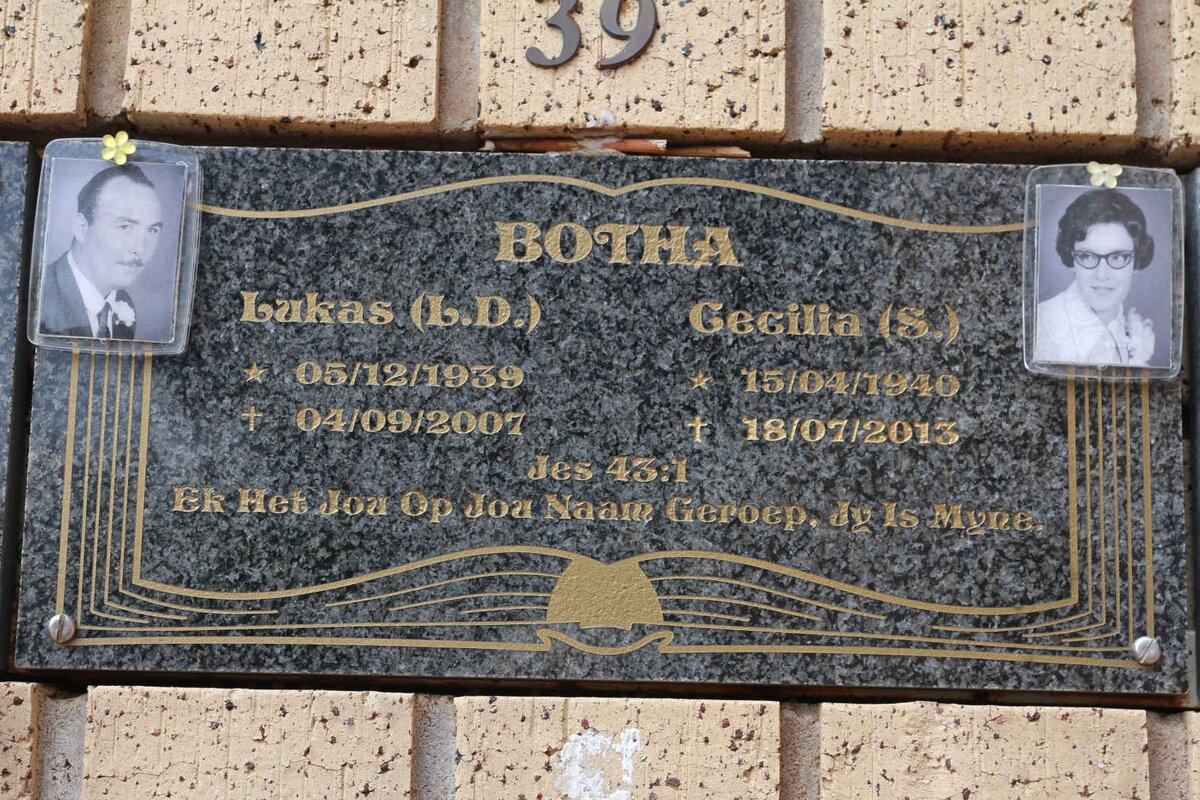 39
BOTHA
Lukas (L.D.) Cecilia (S.)
★ 05/12/1939 ★ 15/04/1940
† 04/09/2007 † 18/07/2013
Jes 43:1
Ek Het Jou Op Jou Naam Geroep, Jy Is Myne.